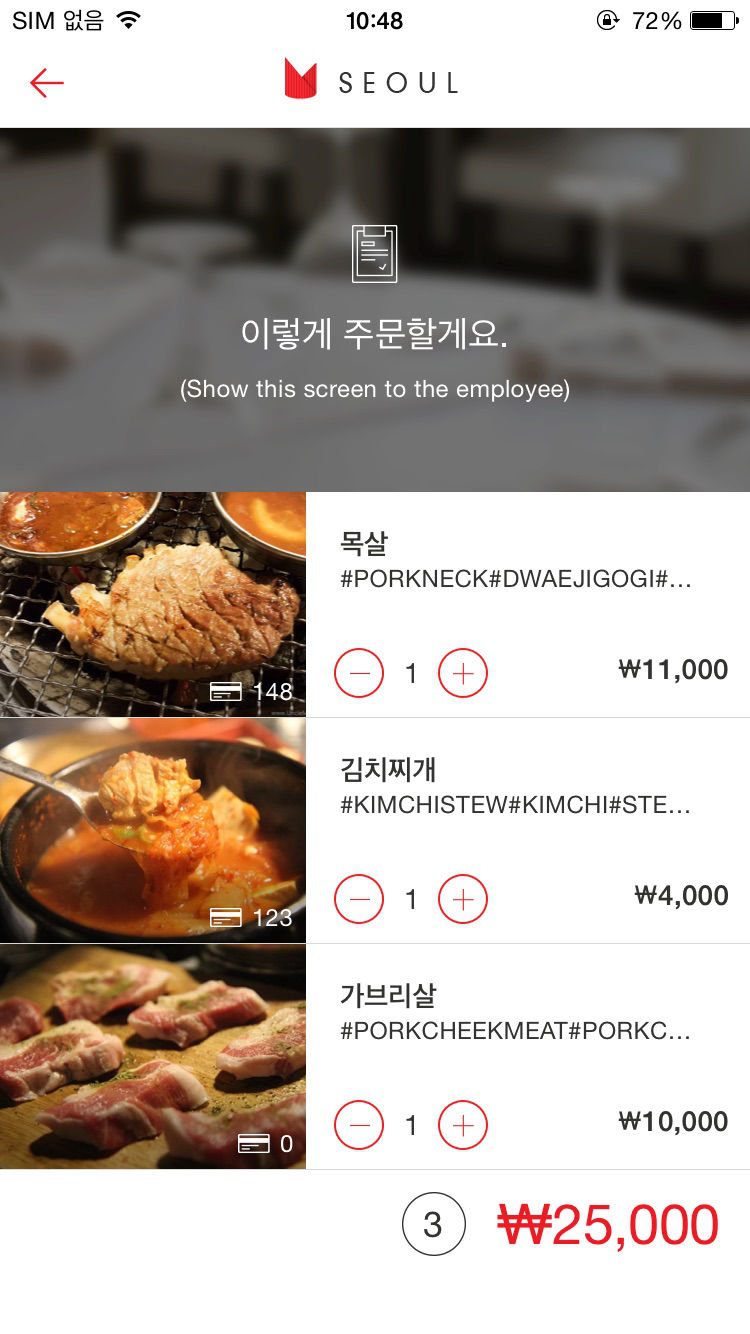 SIM 없음 10:48 72%
SEOUL
이렇게 주문할게요.
(Show this screen to the employee)
목살
#PORKNECK#DWAEJIGOGI#...
148
1 ₩11,000
김치찌개
#KIMCHISTEW#KIMCHI#STE...
123
1 ₩4,000
가브리살
#PORKCHEEKMEAT#PORKC...
0
1 ₩10,000
3 ₩25,000